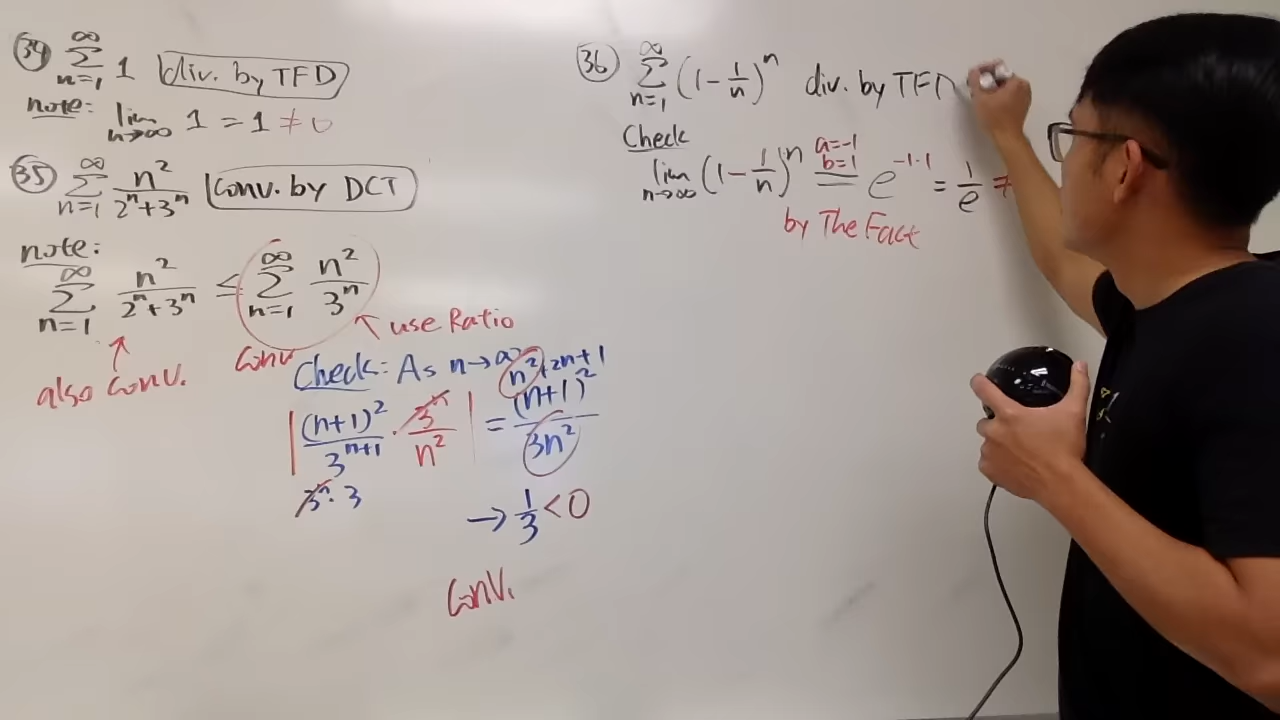 34 ∞∑n=1 1 div. by TFD
note: lim n→∞ 1 = 1 ≠ 0
35 ∞∑n=1 n²/(2ⁿ+3ⁿ) Conv. by DCT
note:
∞∑n=1 n²/(2ⁿ+3ⁿ) ≤ ∞∑n=1 n²/3ⁿ
also Conv. Conv ← use Ratio
Check: As n→∞
n²+2n+1
|(n+1)²/3ⁿ⁺¹ · 3ⁿ/n²| = (n+1)²/3n²
3ⁿ·3
→ 1/3 < 0
Conv.
36 ∞∑n=1 (1 - 1/n)ⁿ div. by TFD
Check
lim n→∞ (1 - 1/n)ⁿ = e^(-1·1) = 1/e ≠
a=-1
b=1
by The Fact